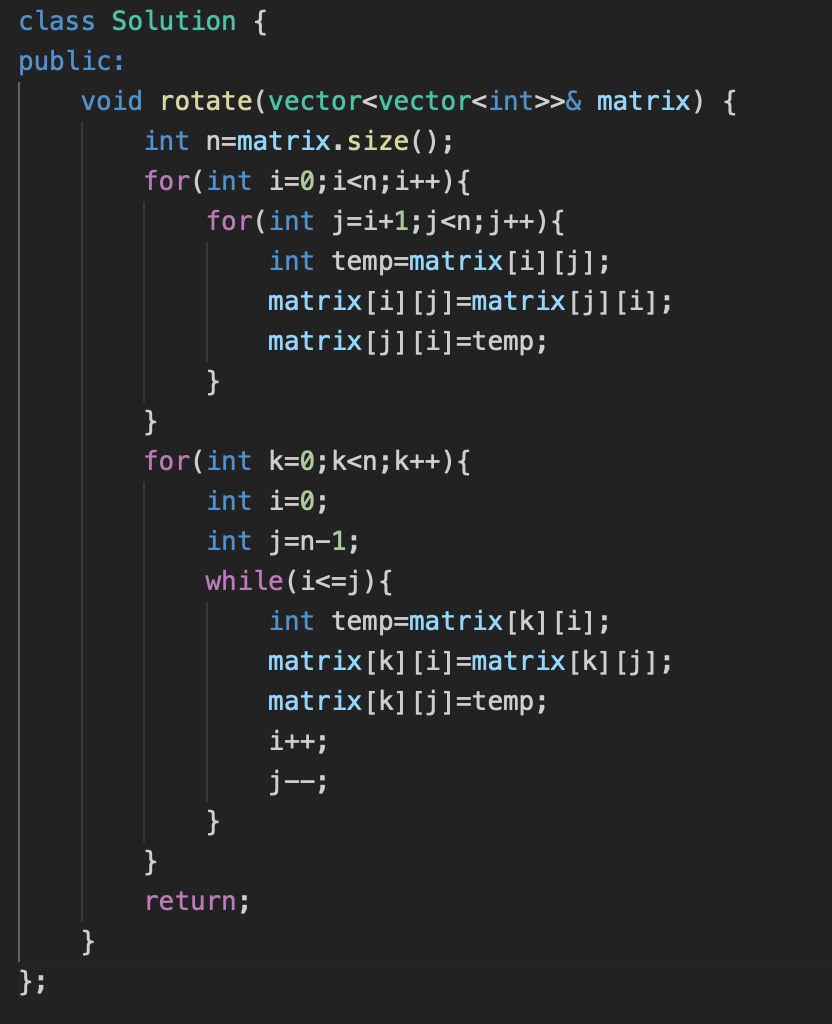 class Solution {
public:
    void rotate(vector<vector<int>>& matrix) {
        int n=matrix.size();
        for(int i=0;i<n;i++){
            for(int j=i+1;j<n;j++){
                int temp=matrix[i][j];
                matrix[i][j]=matrix[j][i];
                matrix[j][i]=temp;
            }
        }
        for(int k=0;k<n;k++){
            int i=0;
            int j=n-1;
            while(i<=j){
                int temp=matrix[k][i];
                matrix[k][i]=matrix[k][j];
                matrix[k][j]=temp;
                i++;
                j--;
            }
        }
        return;
    }
};